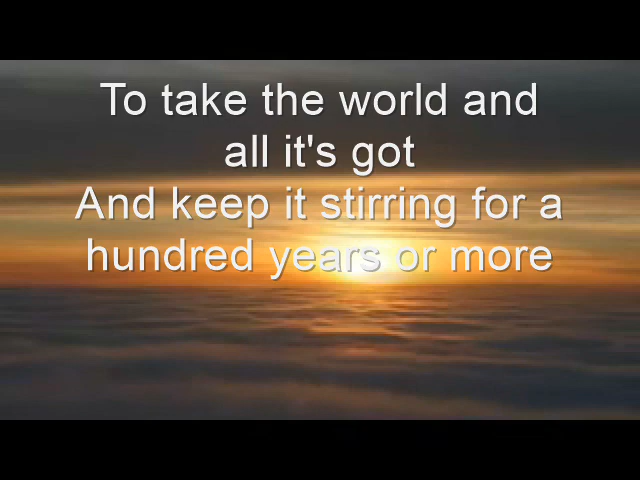 To take the world and
all it's got
And keep it stirring for a
hundred years or more